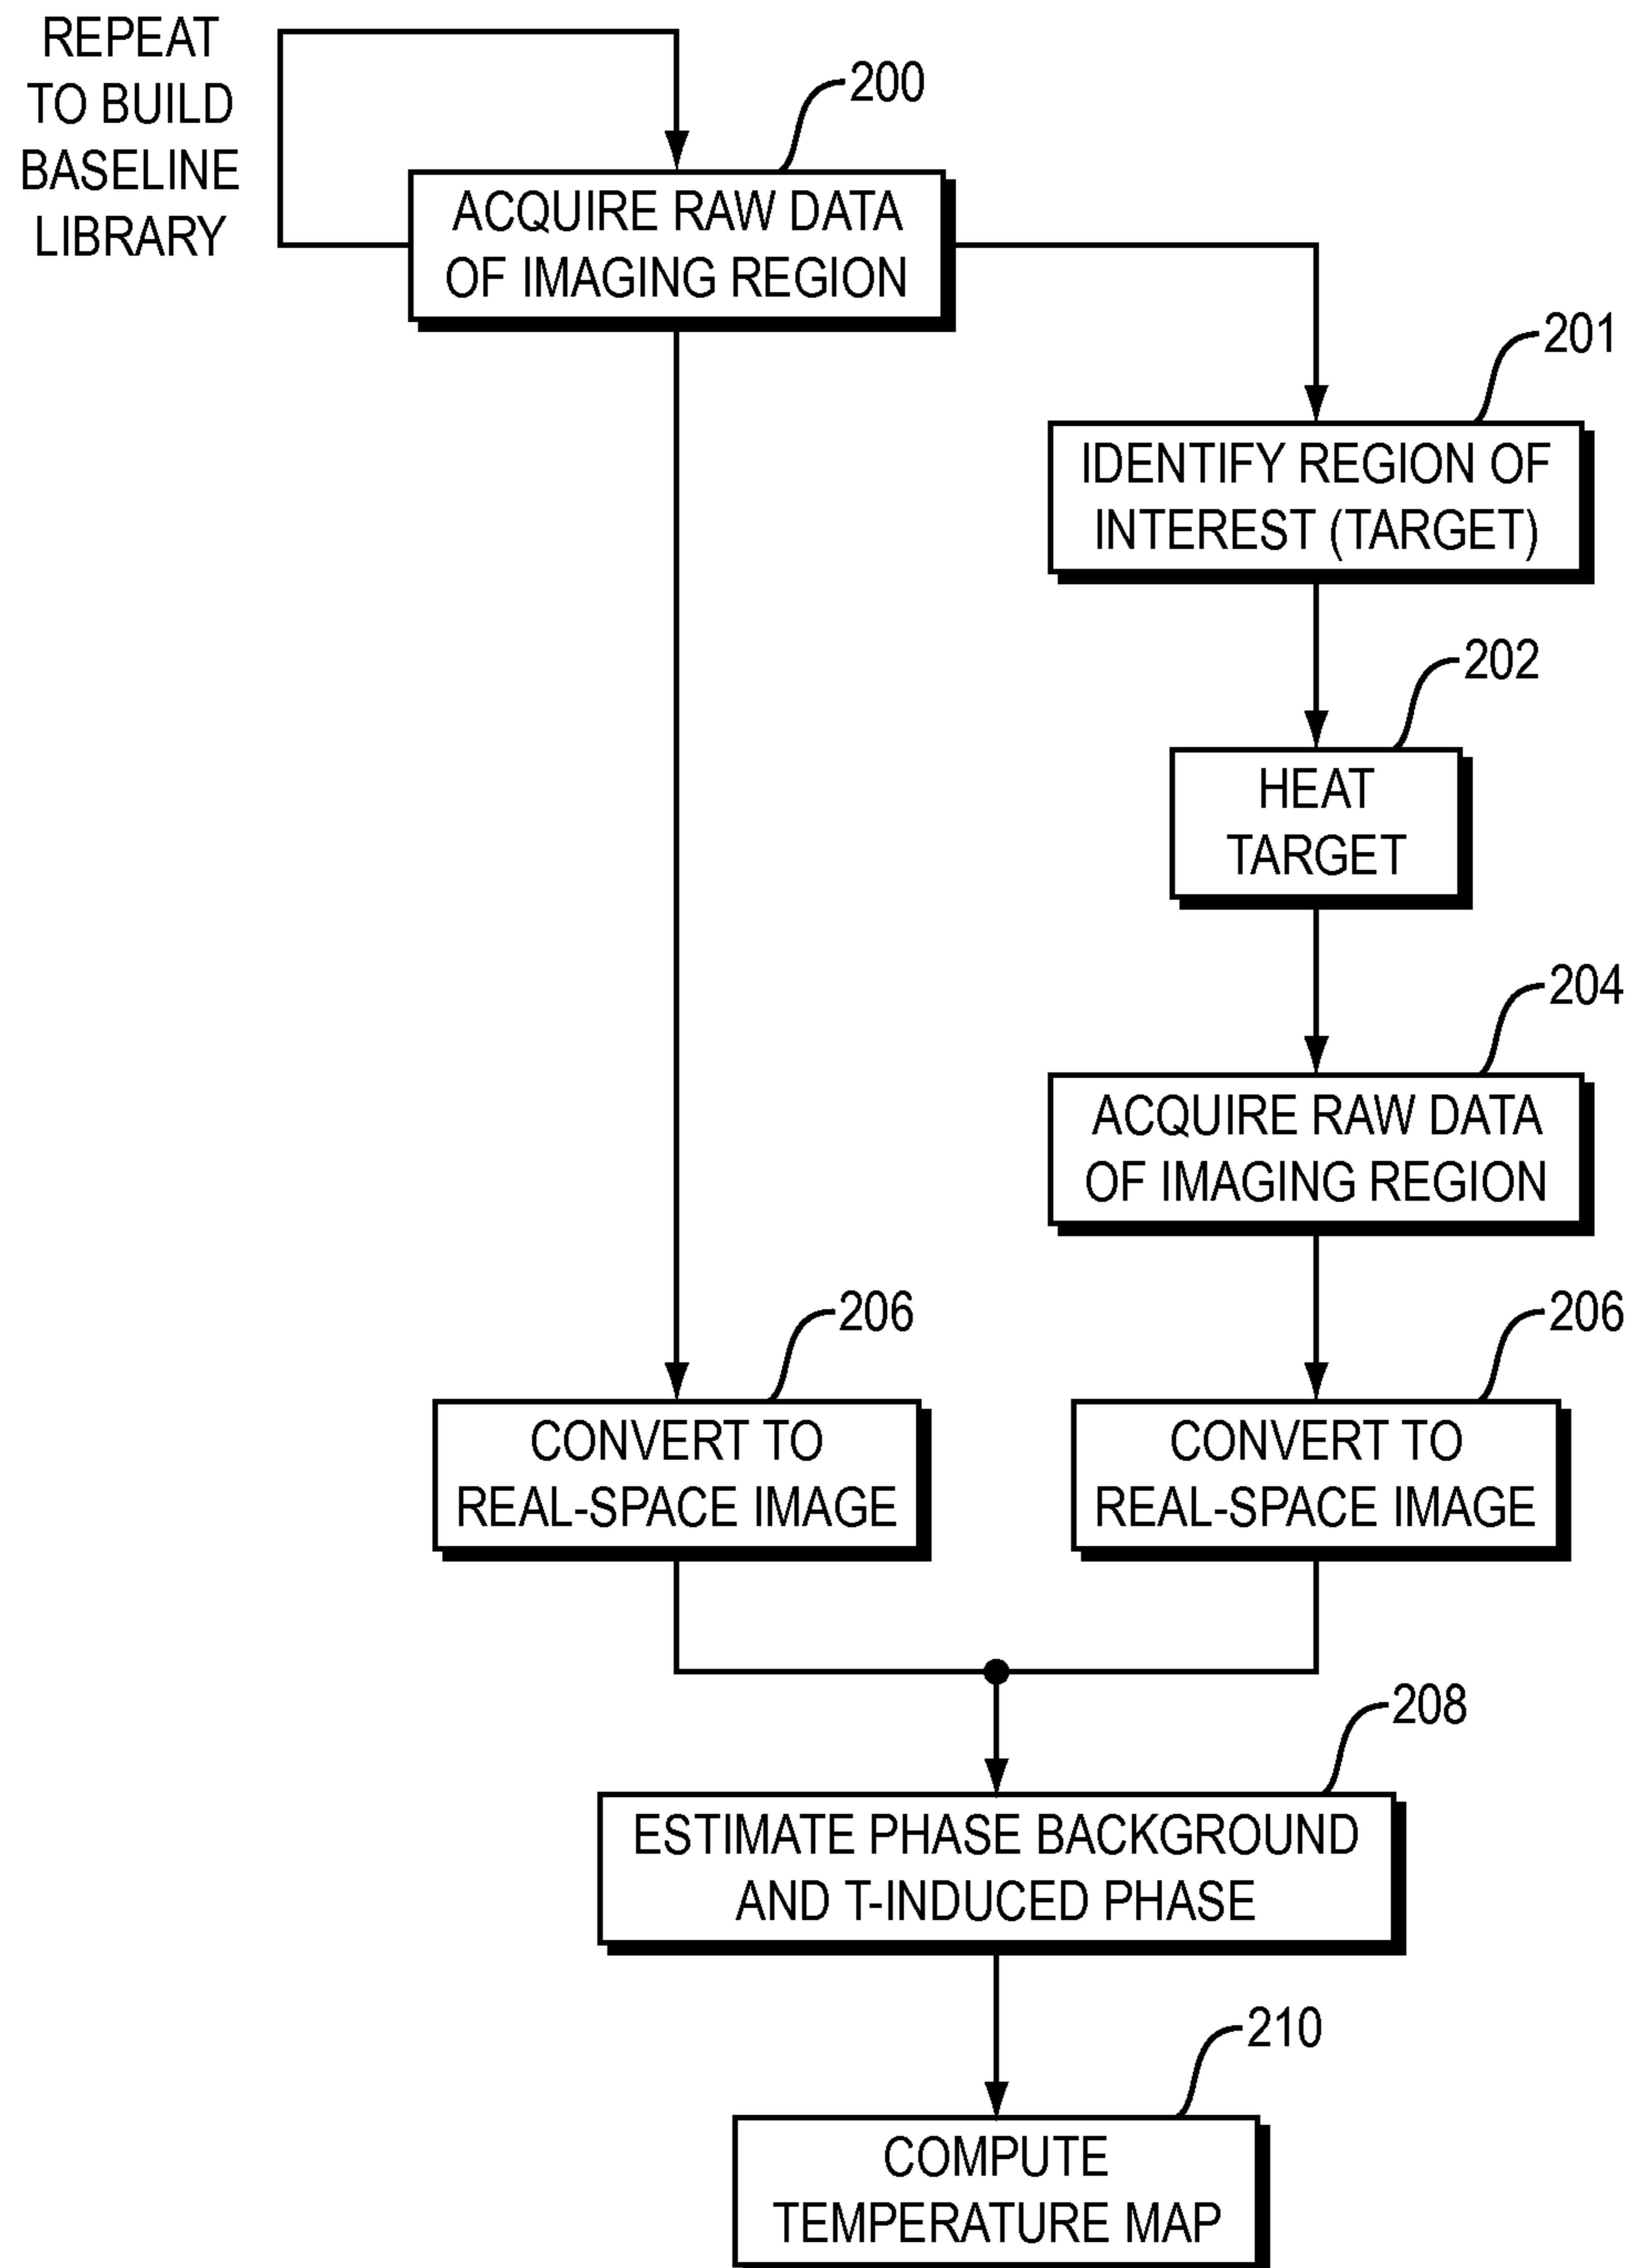 REPEAT
TO BUILD
BASELINE
LIBRARY
200
ACQUIRE RAW DATA
OF IMAGING REGION
201
IDENTIFY REGION OF
INTEREST (TARGET)
202
HEAT
TARGET
204
ACQUIRE RAW DATA
OF IMAGING REGION
206
CONVERT TO
REAL-SPACE IMAGE
206
CONVERT TO
REAL-SPACE IMAGE
208
ESTIMATE PHASE BACKGROUND
AND T-INDUCED PHASE
210
COMPUTE
TEMPERATURE MAP